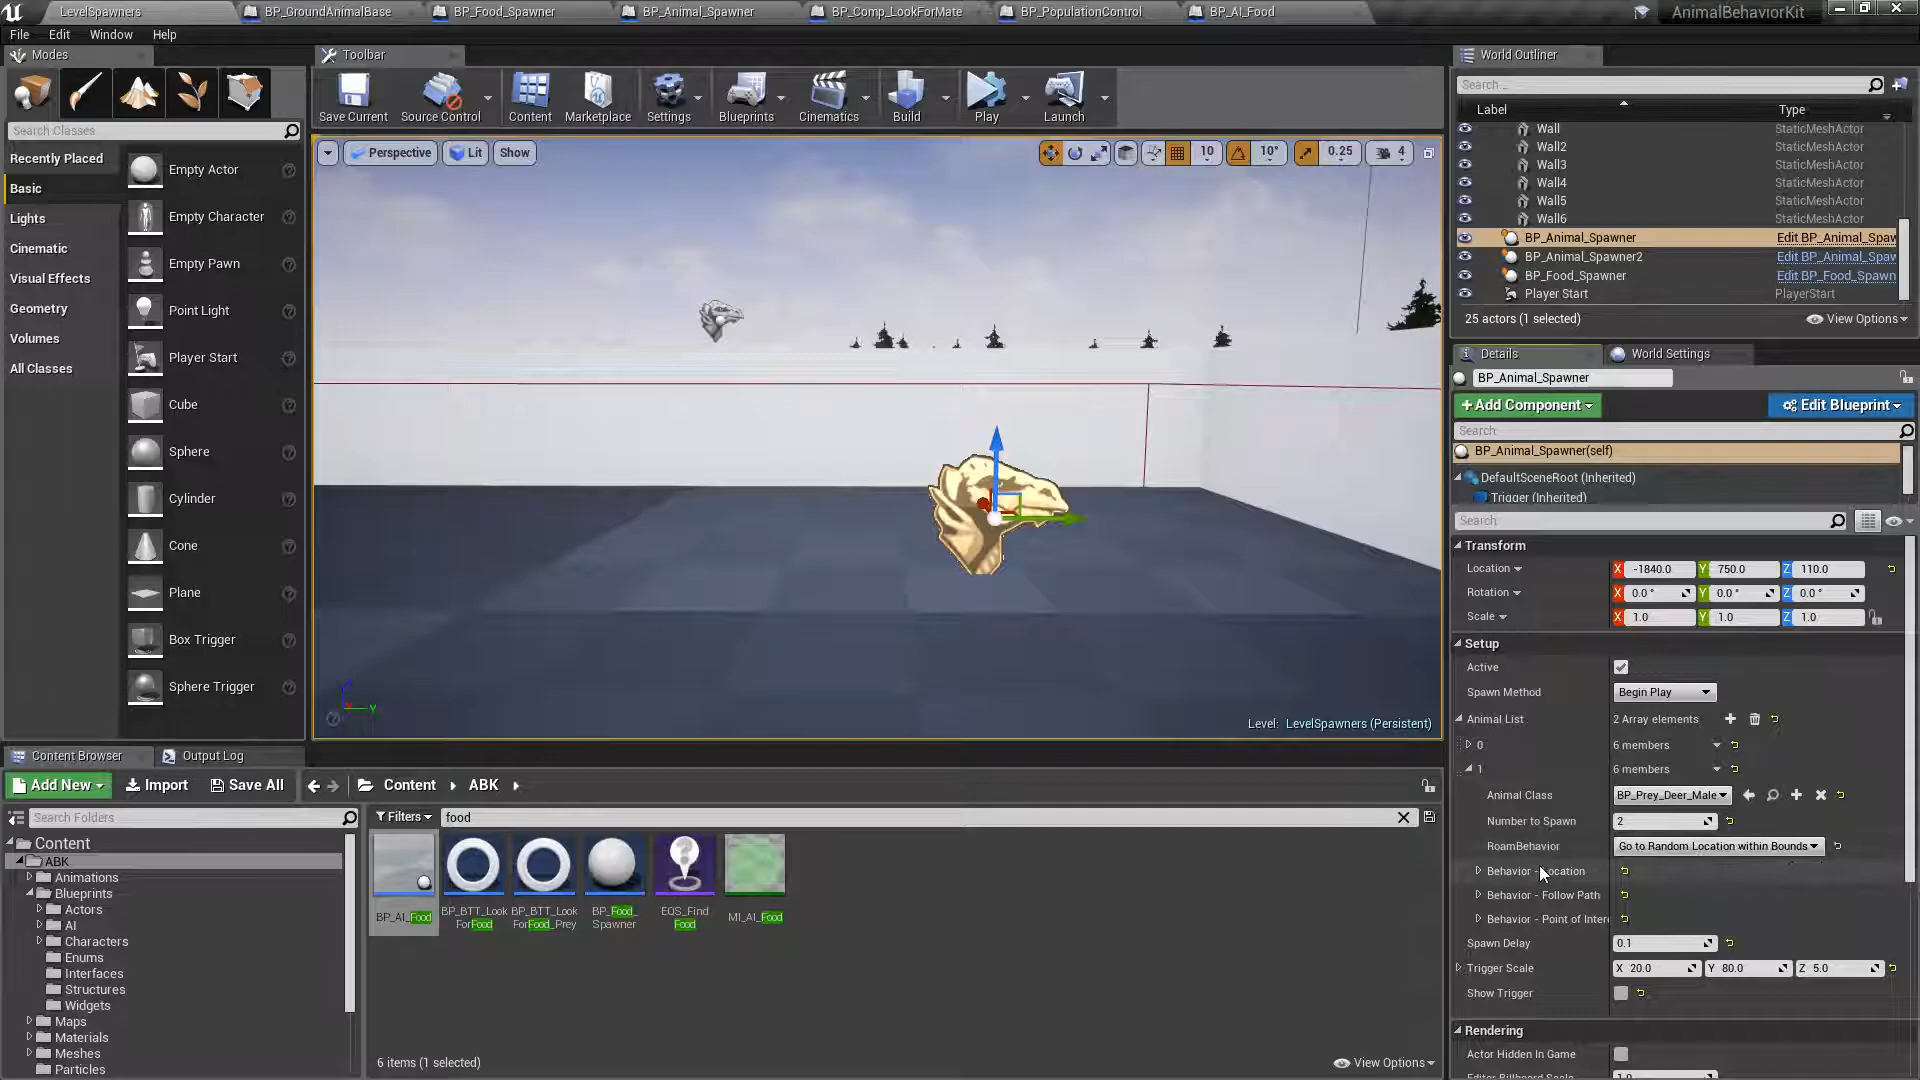 LevelSpawners
BP_GroundAnimalBase
BP_Food_Spawner
BP_Animal_Spawner
BP_Comp_LookForMate
BP_PopulationControl
BP_AI_Food
AnimalBehaviorKit
File Edit Window Help
Modes
Search Classes
Recently Placed
Basic
Lights
Cinematic
Visual Effects
Geometry
Volumes
All Classes
Empty Actor
Empty Character
Empty Pawn
Point Light
Player Start
Cube
Sphere
Cylinder
Cone
Plane
Box Trigger
Sphere Trigger
Toolbar
Save Current Source Control Content Marketplace Settings Blueprints Cinematics Build Play Launch
Perspective Lit Show
10 10° 0.25 4
Level: LevelSpawners (Persistent)
World Outliner
Search...
Label Type
Wall StaticMeshActor
Wall2 StaticMeshActor
Wall3 StaticMeshActor
Wall4 StaticMeshActor
Wall5 StaticMeshActor
Wall6 StaticMeshActor
BP_Animal_Spawner Edit BP_Animal_Spaw
BP_Animal_Spawner2 Edit BP_Animal_Spaw
BP_Food_Spawner Edit BP_Food_Spawn
Player Start PlayerStart
25 actors (1 selected) View Options
Details World Settings
BP_Animal_Spawner
+Add Component Edit Blueprint
Search
BP_Animal_Spawner(self)
DefaultSceneRoot (Inherited)
Trigger (Inherited)
Search
Transform
Location X -1840.0 Y 750.0 Z 110.0
Rotation X 0.0 ° Y 0.0 ° Z 0.0 °
Scale X 1.0 Y 1.0 Z 1.0
Setup
Active
Spawn Method Begin Play
Animal List 2 Array elements
0 6 members
1 6 members
Animal Class BP_Prey_Deer_Male
Number to Spawn 2
RoamBehavior Go to Random Location within Bounds
Behavior - Location
Behavior - Follow Path
Behavior - Point of Inter
Spawn Delay 0.1
Trigger Scale X 20.0 Y 80.0 Z 5.0
Show Trigger
Rendering
Actor Hidden In Game
Editor Billboard Scale 1.0
Content Browser Output Log
Add New Import Save All Content ABK
Search Folders
Filters food
Content
ABK
Animations
Blueprints
Actors
AI
Characters
Enums
Interfaces
Structures
Widgets
Maps
Materials
Meshes
Particles
BP_AI_Food
BP_BTT_Look
ForFood
BP_BTT_Look
ForFood_Prey
BP_Food_
Spawner
EQS_Find
Food
MI_AI_Food
6 items (1 selected) View Options